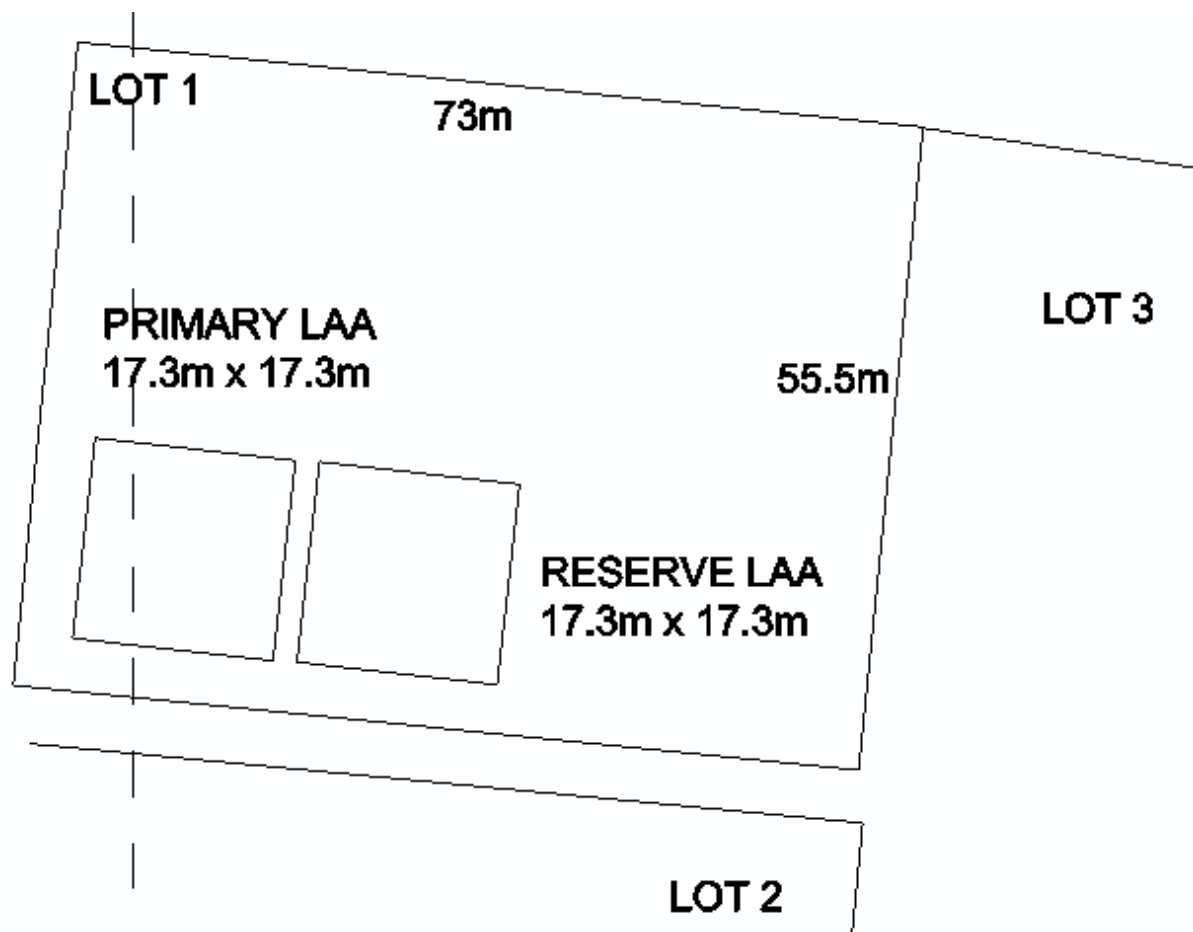 LOT 1
73m
LOT 3
PRIMARY LAA
17.3m x 17.3m
55.5m
RESERVE LAA
17.3m x 17.3m
LOT 2